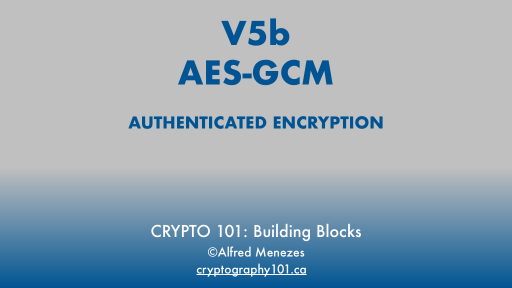 V5b
AES-GCM
AUTHENTICATED ENCRYPTION
CRYPTO 101: Building Blocks
©Alfred Menezes
cryptography101.ca